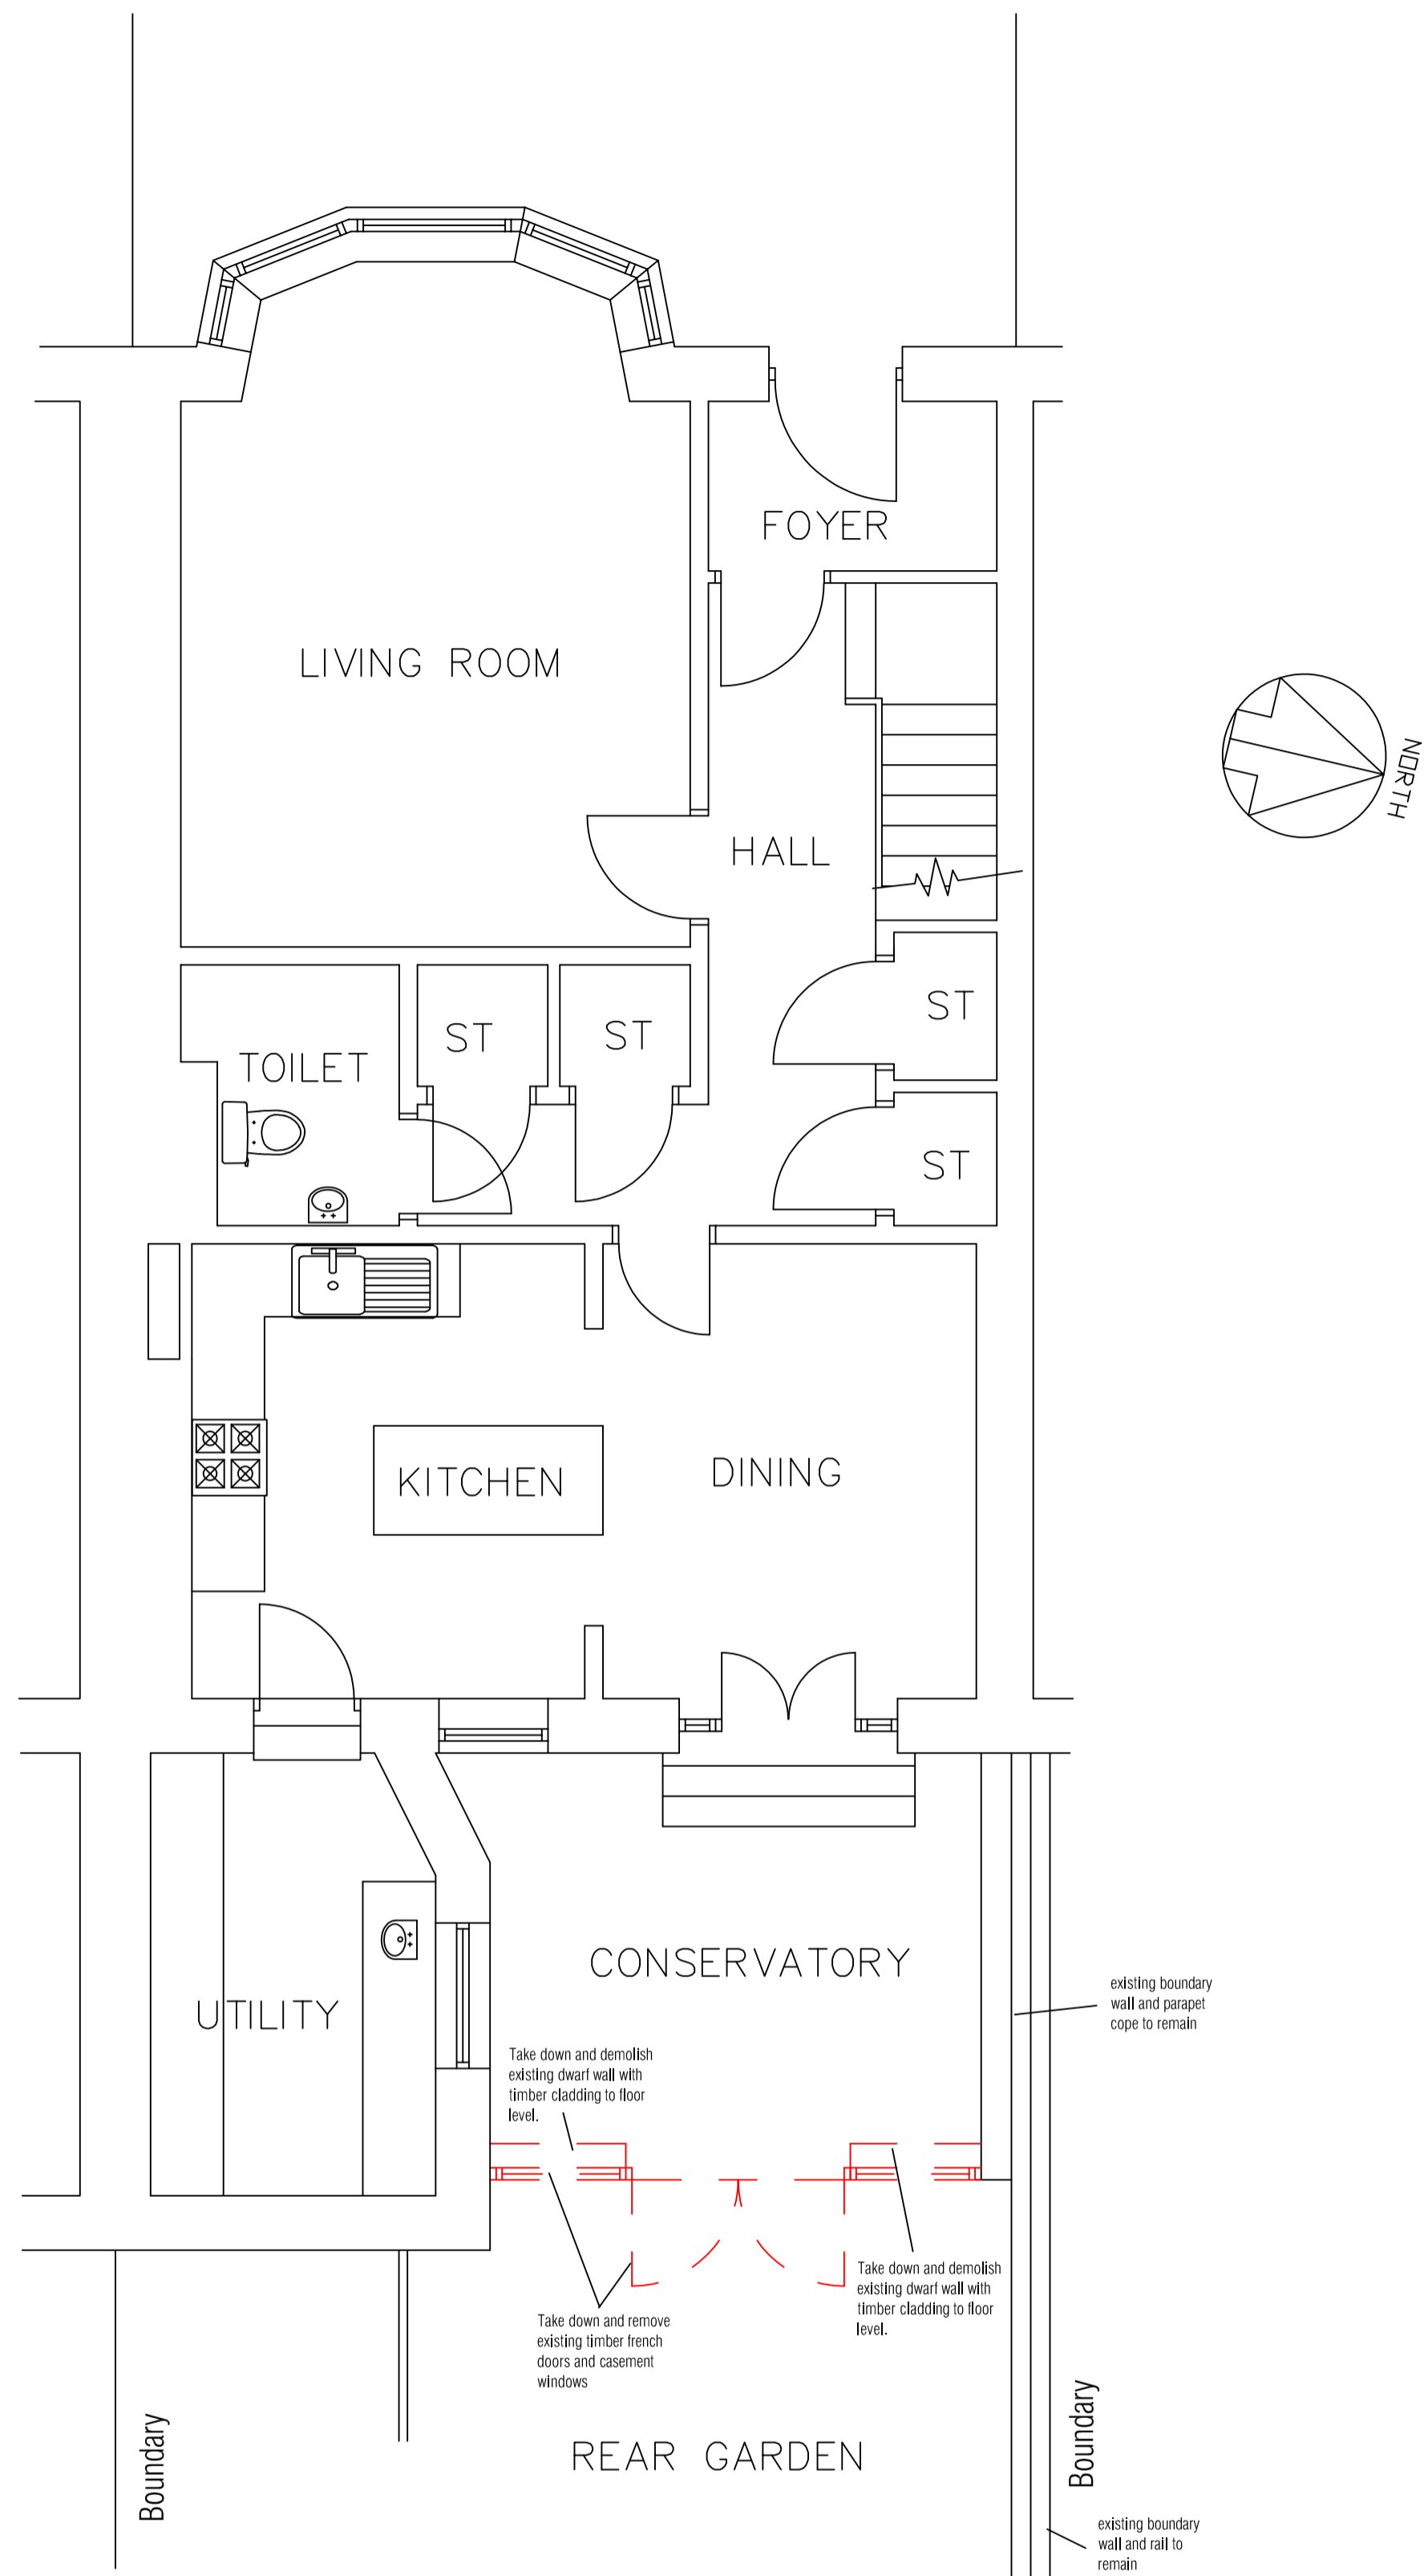 FOYER
LIVING ROOM
NORTH
HALL
ST
ST
ST
TOILET
ST
KITCHEN
DINING
CONSERVATORY
existing boundary
wall and parapet
cope to remain
UTILITY
Take down and demolish
existing dwarf wall with
timber cladding to floor
level.
Take down and demolish
existing dwarf wall with
timber cladding to floor
level.
Take down and remove
existing timber french
doors and casement
windows
Boundary
Boundary
REAR GARDEN
existing boundary
wall and rail to
remain